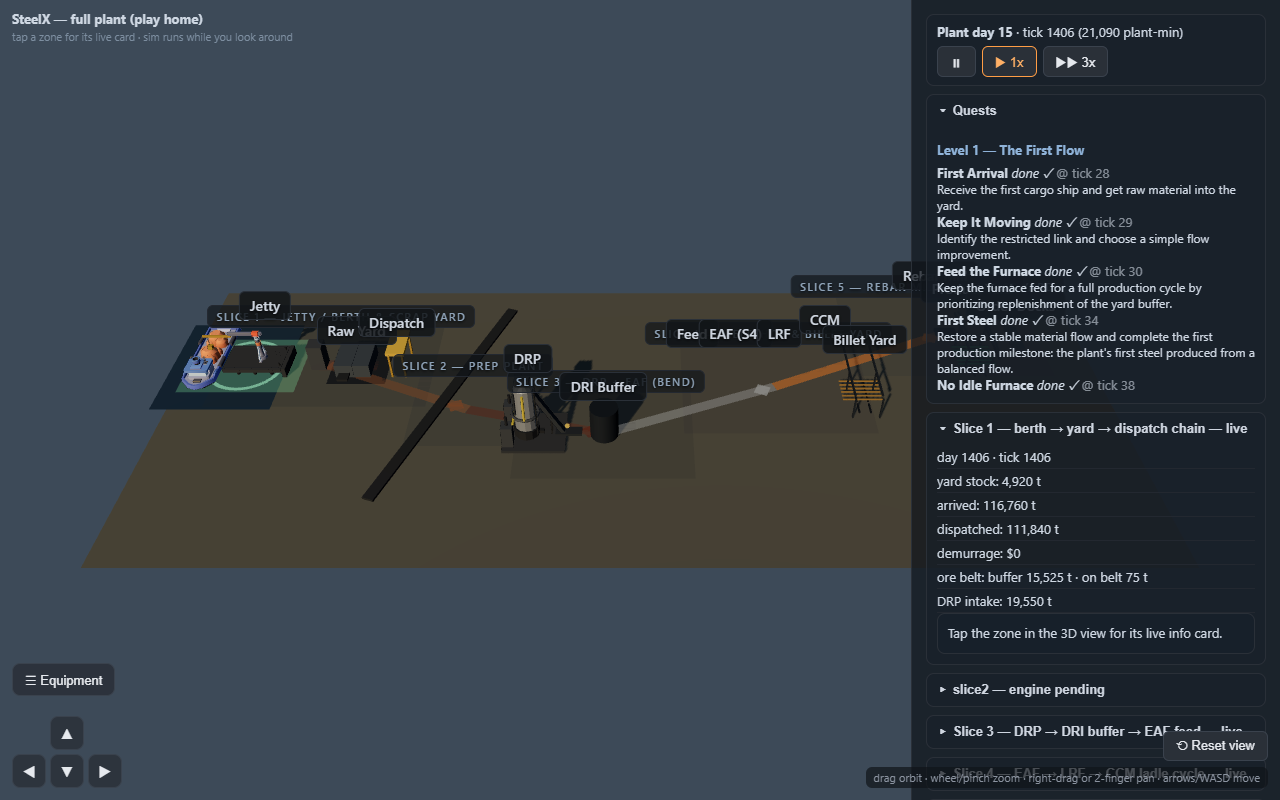 SteelX — full plant (play home)
tap a zone for its live card · sim runs while you look around
Jetty
Raw
Dispatch
SLICE 2 — PREP
DRP
SLICE 3
(BEND)
DRI Buffer
SLICE 5 — REBAR
CCM
Fee
EAF (S4
LRF
Billet Yard
☰ Equipment
▲
◀ ▼ ▶
Plant day 15 · tick 1406 (21,090 plant-min)
⏸ ▶ 1x ▶▶ 3x
▾ Quests
Level 1 — The First Flow
First Arrival done ✓ @ tick 28
Receive the first cargo ship and get raw material into the
yard.
Keep It Moving done ✓ @ tick 29
Identify the restricted link and choose a simple flow
improvement.
Feed the Furnace done ✓ @ tick 30
Keep the furnace fed for a full production cycle by
prioritizing replenishment of the yard buffer.
First Steel done ✓ @ tick 34
Restore a stable material flow and complete the first
production milestone: the plant's first steel produced from a
balanced flow.
No Idle Furnace done ✓ @ tick 38
▾ Slice 1 — berth → yard → dispatch chain — live
day 1406 · tick 1406
yard stock: 4,920 t
arrived: 116,760 t
dispatched: 111,840 t
demurrage: $0
ore belt: buffer 15,525 t · on belt 75 t
DRP intake: 19,550 t
Tap the zone in the 3D view for its live info card.
▸ slice2 — engine pending
▸ Slice 3 — DRP → DRI buffer → EAF feed — live
⟲ Reset view
▸ Slice 4 — EAF → LRF → CCM ladle cycle — live
drag orbit · wheel/pinch zoom · right-drag or 2-finger pan · arrows/WASD move